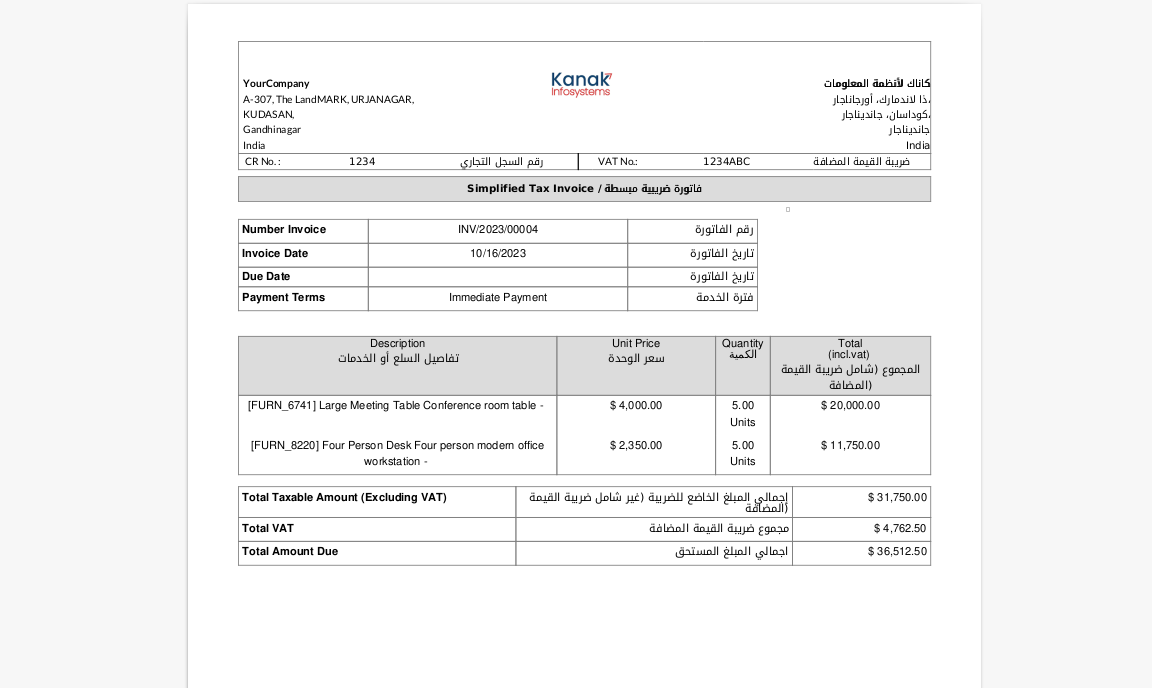 Kanak
Infosystems
YourCompany
A-307, The LandMARK, URJANAGAR,
KUDASAN,
Gandhinagar
India
كاناك لأنظمة المعلومات
ذا لاندمارك، أورجاناجار،
كوداسان، جانديناجار،
جانديناجار
India
CR No. : 1234 رقم السجل التجاري VAT No.: 1234ABC ضريبة القيمة المضافة
Simplified Tax Invoice / فاتورة ضريبية مبسطة
Number Invoice INV/2023/00004 رقم الفاتورة
Invoice Date 10/16/2023 تاريخ الفاتورة
Due Date تاريخ الفاتورة
Payment Terms Immediate Payment فترة الخدمة
Description
تفاصيل السلع أو الخدمات
Unit Price
سعر الوحدة
Quantity
الكمية
Total
(incl.vat)
المجموع (شامل ضريبة القيمة
المضافة)
[FURN_6741] Large Meeting Table Conference room table - $ 4,000.00 5.00 $ 20,000.00
Units
[FURN_8220] Four Person Desk Four person modern office $ 2,350.00 5.00 $ 11,750.00
workstation - Units
Total Taxable Amount (Excluding VAT) إجمالي المبلغ الخاضع للضريبة (غير شامل ضريبة القيمة $ 31,750.00
المضافة)
Total VAT مجموع ضريبة القيمة المضافة $ 4,762.50
Total Amount Due اجمالي المبلغ المستحق $ 36,512.50